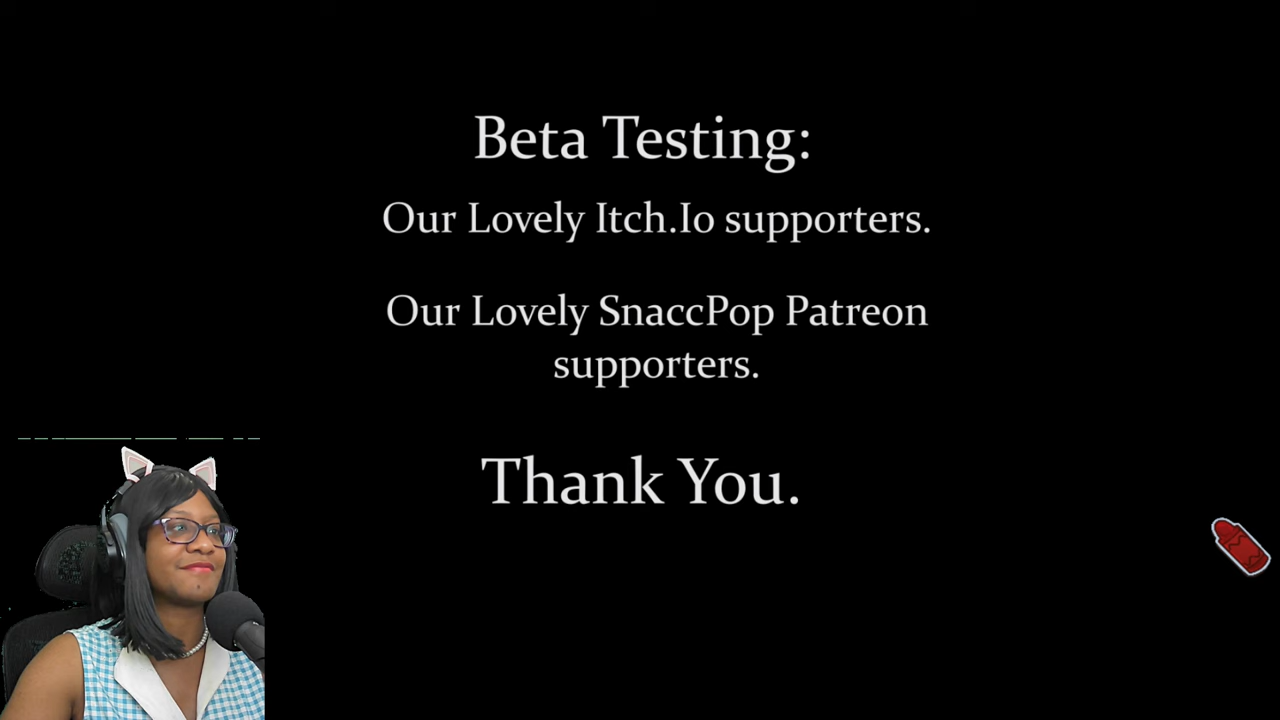 Beta Testing:
Our Lovely Itch.Io supporters.
Our Lovely SnaccPop Patreon
supporters.
Thank You.